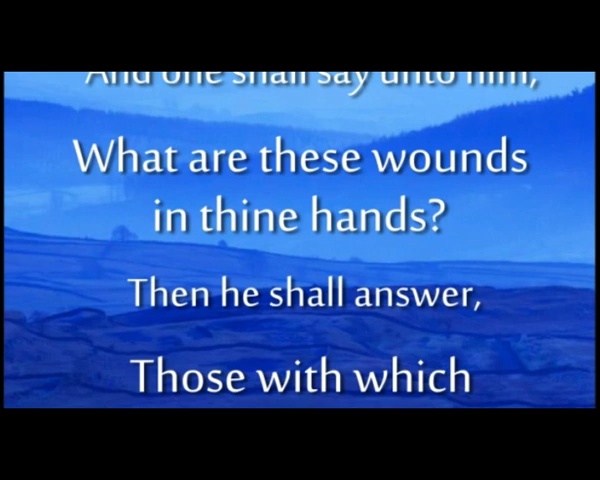 And one shall say unto him,
What are these wounds
in thine hands?
Then he shall answer,
Those with which